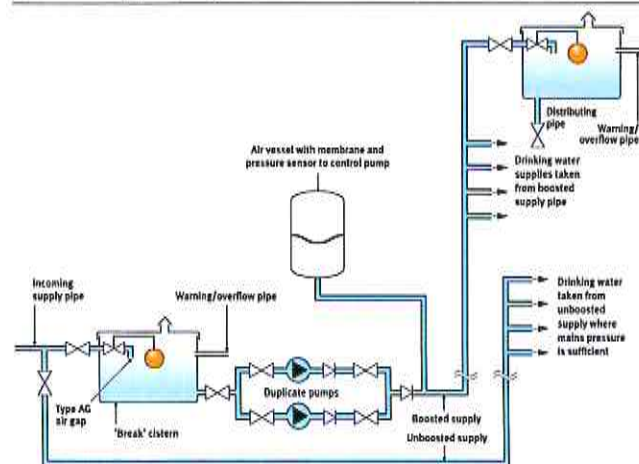 Distributing
pipe
Warning/
overflow pipe
Air vessel with membrane and
pressure sensor to control pump
Drinking water
supplies taken
from boosted
supply pipe
Incoming
supply pipe
Warning/overflow pipe
Drinking water
taken from
unboosted
supply where
mains pressure
is sufficient
Type AG
air gap
'Break' cistern
Duplicate pumps
Boosted supply
Unboosted supply